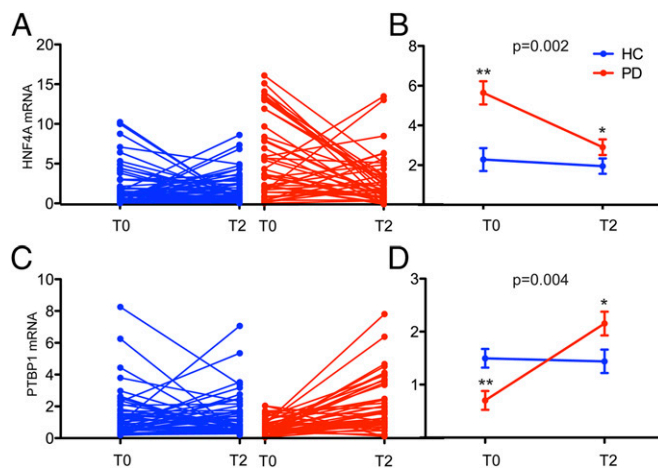 A
B
20
15
10
5
0
HNF4A mRNA
T0
T2
T0
T2
8
6
4
2
p=0.002
**
*
HC
PD
T0
T2
C
D
10
8
6
4
2
0
PTBP1 mRNA
T0
T2
T0
T2
3
2
1
p=0.004
**
*
T0
T2